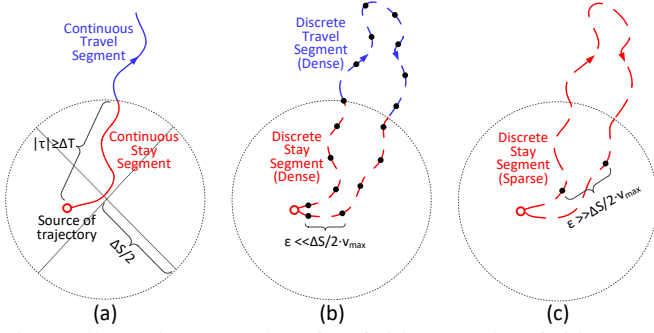 Continuous
Travel
Segment
|τ| ≥ΔT
Continuous
Stay
Segment
Source of
trajectory
ΔS/2
(a)
Discrete
Travel
Segment
(Dense)
Discrete
Stay
Segment
(Dense)
ε <<ΔS/2·vmax
(b)
Discrete
Stay
Segment
(Sparse)
ε >>ΔS/2·vmax
(c)